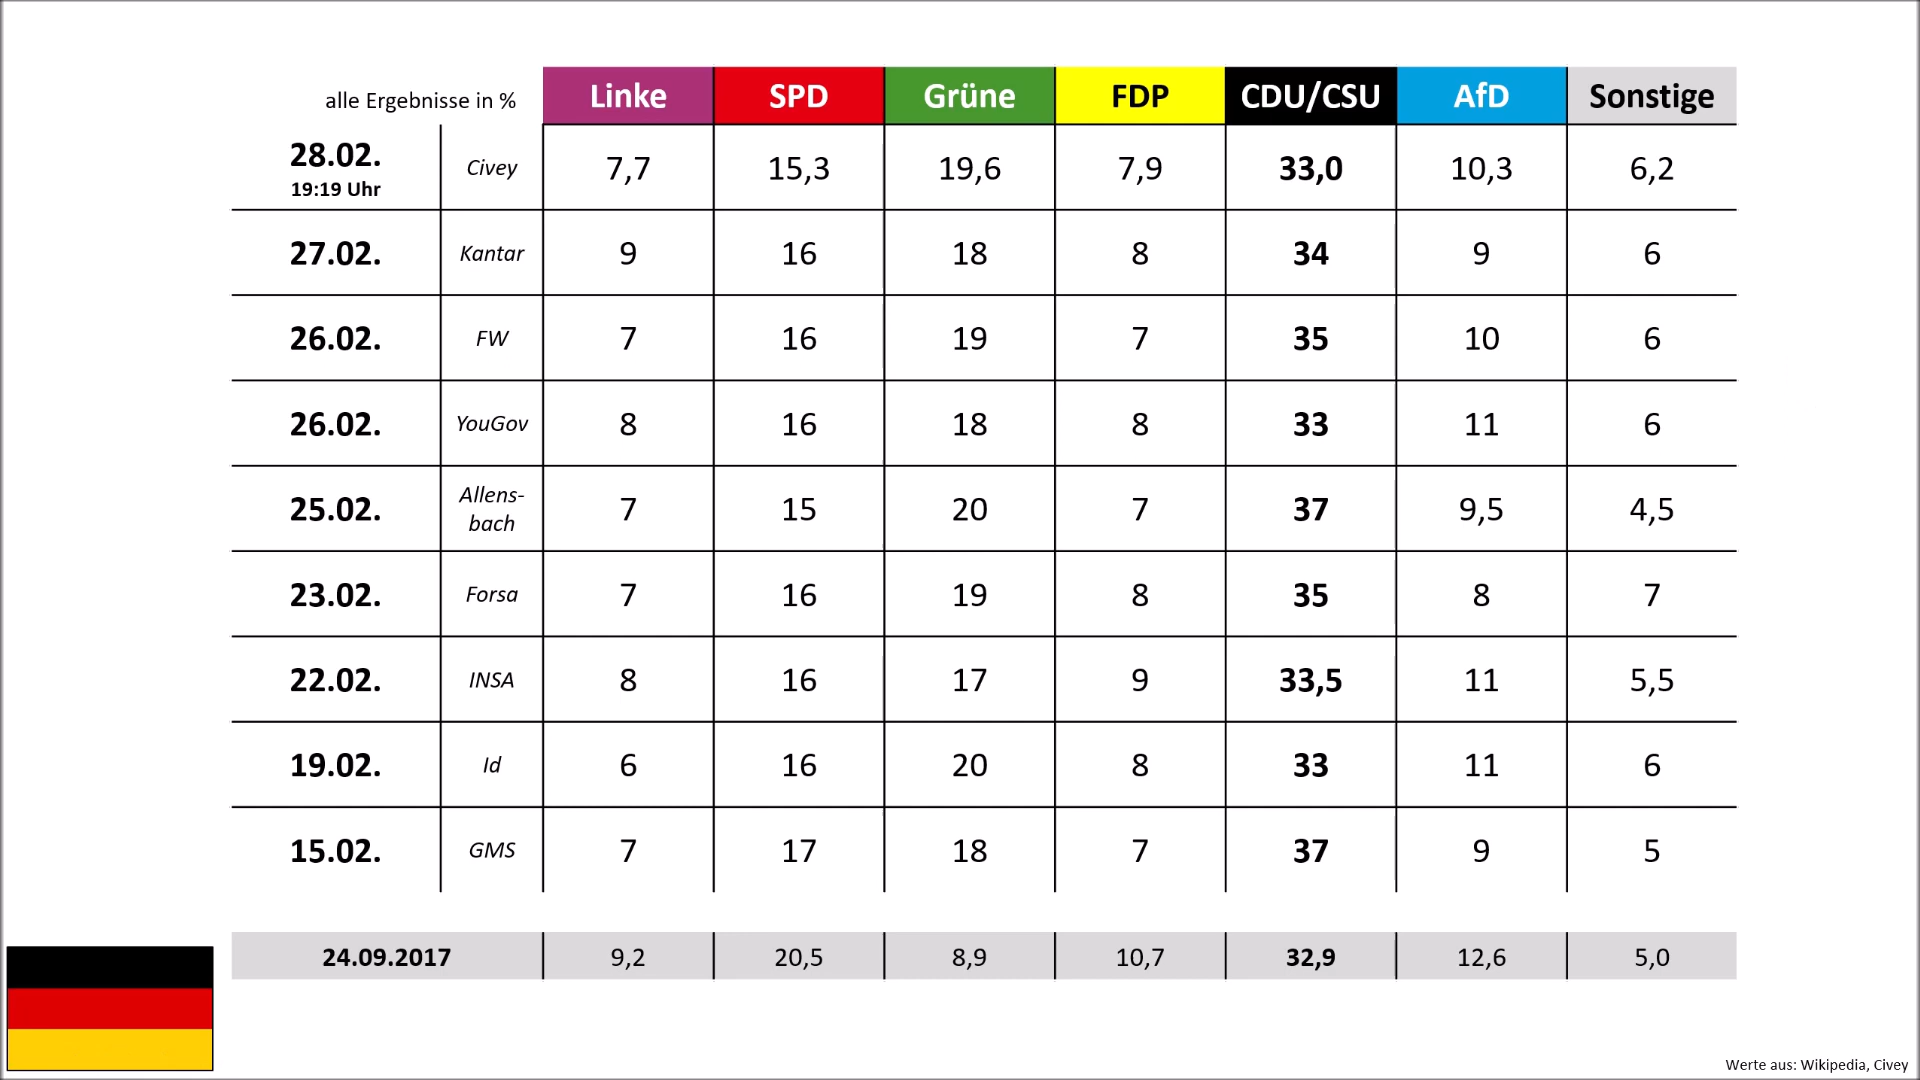 alle Ergebnisse in % Linke SPD Grüne FDP CDU/CSU AfD Sonstige
28.02. 19:19 Uhr Civey 7,7 15,3 19,6 7,9 33,0 10,3 6,2
27.02. Kantar 9 16 18 8 34 9 6
26.02. FW 7 16 19 7 35 10 6
26.02. YouGov 8 16 18 8 33 11 6
25.02. Allens-
bach 7 15 20 7 37 9,5 4,5
23.02. Forsa 7 16 19 8 35 8 7
22.02. INSA 8 16 17 9 33,5 11 5,5
19.02. Id 6 16 20 8 33 11 6
15.02. GMS 7 17 18 7 37 9 5
24.09.2017 9,2 20,5 8,9 10,7 32,9 12,6 5,0
Werte aus: Wikipedia, Civey